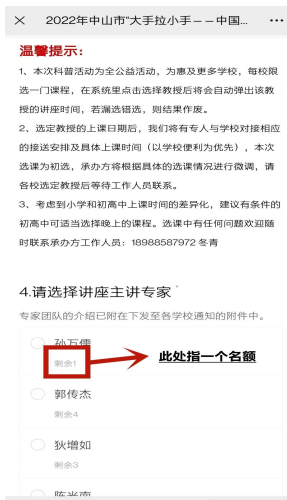 2022年中山市“大手拉小手－－中国...
温馨提示：
1、本次科普活动为全公益活动，为惠及更多学校，每校限
选一门课程，在系统里点击选择教授后将会自动弹出该教
授的讲座时间，若漏选错选，则结果作废。
2、选定教授的上课日期后，我们将有专人与学校对接相应
的接送安排及具体上课时间（以学校便利为优先），本次
选课为初选，承办方将根据具体的选课情况进行微调，请
各校选定教授后等待工作人员联系。
3、考虑到小学和初高中上课时间的差异化，建议有条件的
初高中可适当选择晚上的课程。选课中有任何问题欢迎随
时联系承办方工作人员：18988587972 冬青
4.请选择讲座主讲专家
专家团队的介绍已附在下发至各学校通知的附件中。
孙万儒
剩余1
此处指一个名额
郭传杰
剩余4
狄增如
剩余3